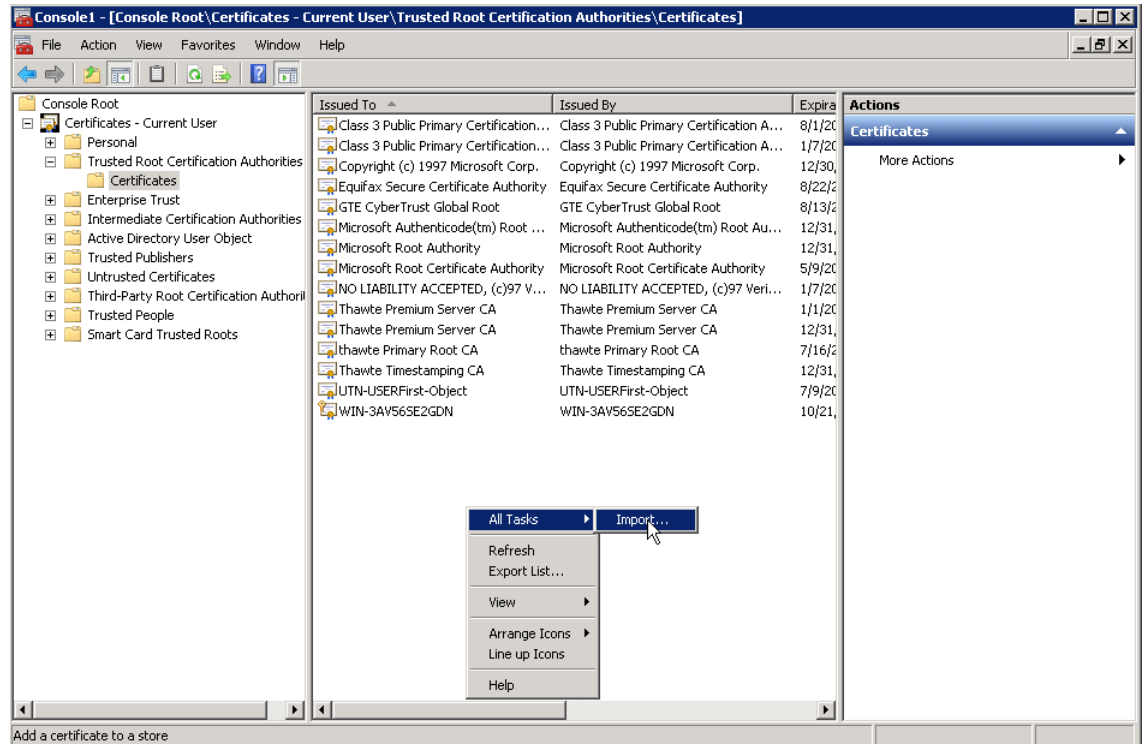 Console1 - [Console Root\Certificates - Current User\Trusted Root Certification Authorities\Certificates]
File Action View Favorites Window Help
Console Root
Certificates - Current User
Personal
Trusted Root Certification Authorities
Certificates
Enterprise Trust
Intermediate Certification Authorities
Active Directory User Object
Trusted Publishers
Untrusted Certificates
Third-Party Root Certification Authori
Trusted People
Smart Card Trusted Roots
Issued To Issued By Expira
Class 3 Public Primary Certification... Class 3 Public Primary Certification A... 8/1/20
Class 3 Public Primary Certification... Class 3 Public Primary Certification A... 1/7/20
Copyright (c) 1997 Microsoft Corp. Copyright (c) 1997 Microsoft Corp. 12/30,
Equifax Secure Certificate Authority Equifax Secure Certificate Authority 8/22/2
GTE CyberTrust Global Root GTE CyberTrust Global Root 8/13/2
Microsoft Authenticode(tm) Root ... Microsoft Authenticode(tm) Root Au... 12/31,
Microsoft Root Authority Microsoft Root Authority 12/31,
Microsoft Root Certificate Authority Microsoft Root Certificate Authority 5/9/20
NO LIABILITY ACCEPTED, (c)97 V... NO LIABILITY ACCEPTED, (c)97 Veri... 1/7/20
Thawte Premium Server CA Thawte Premium Server CA 1/1/20
Thawte Premium Server CA Thawte Premium Server CA 12/31,
thawte Primary Root CA thawte Primary Root CA 7/16/2
Thawte Timestamping CA Thawte Timestamping CA 12/31,
UTN-USERFirst-Object UTN-USERFirst-Object 7/9/20
WIN-3AV56SE2GDN WIN-3AV56SE2GDN 10/21,
All Tasks
Import...
Refresh
Export List...
View
Arrange Icons
Line up Icons
Help
Actions
Certificates
More Actions
Add a certificate to a store